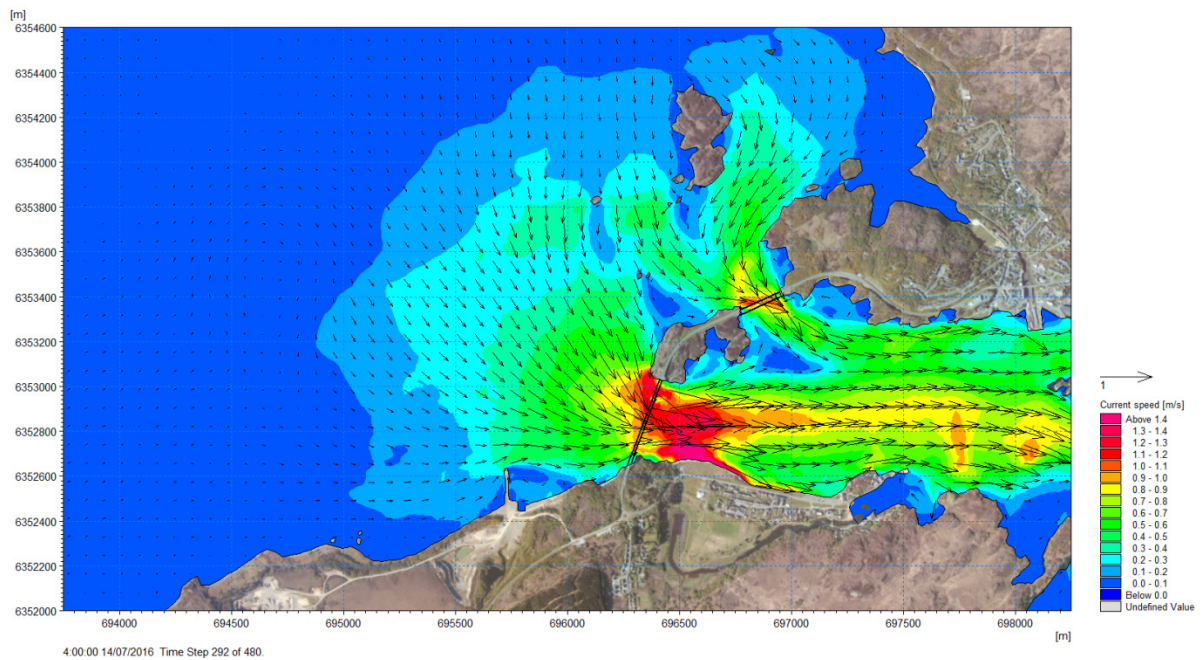 [m]
6354600
6354400
6354200
6354000
6353800
6353600
6353400
6353200
6353000
6352800
6352600
6352400
6352200
6352000
694000 694500 695000 695500 696000 696500 697000 697500 698000
[m]
4:00:00 14/07/2016 Time Step 292 of 480.
1
Current speed [m/s]
Above 1.4
1.3 - 1.4
1.2 - 1.3
1.1 - 1.2
1.0 - 1.1
0.9 - 1.0
0.8 - 0.9
0.7 - 0.8
0.6 - 0.7
0.5 - 0.6
0.4 - 0.5
0.3 - 0.4
0.2 - 0.3
0.1 - 0.2
0.0 - 0.1
Below 0.0
Undefined Value